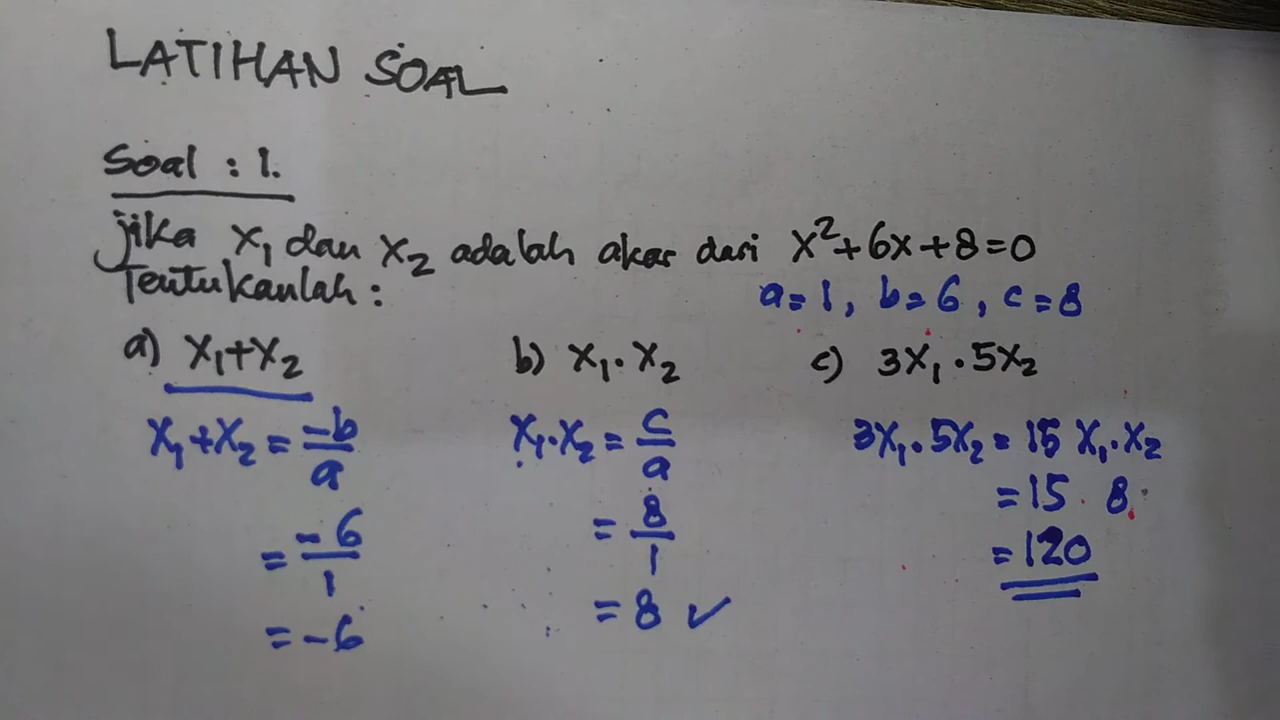 LATIHAN SOAL
Soal : 1.
jika x₁ dan x₂ adalah akar dari x²+6x+8=0
Tentukanlah :
a=1, b=6, c=8
a) x₁+x₂
b) x₁.x₂
c) 3x₁.5x₂
x₁+x₂ = -b/a
= -6/1
= -6
x₁.x₂ = c/a
= 8/1
= 8 ✓
3x₁.5x₂ = 15 x₁.x₂
= 15 . 8
= 120